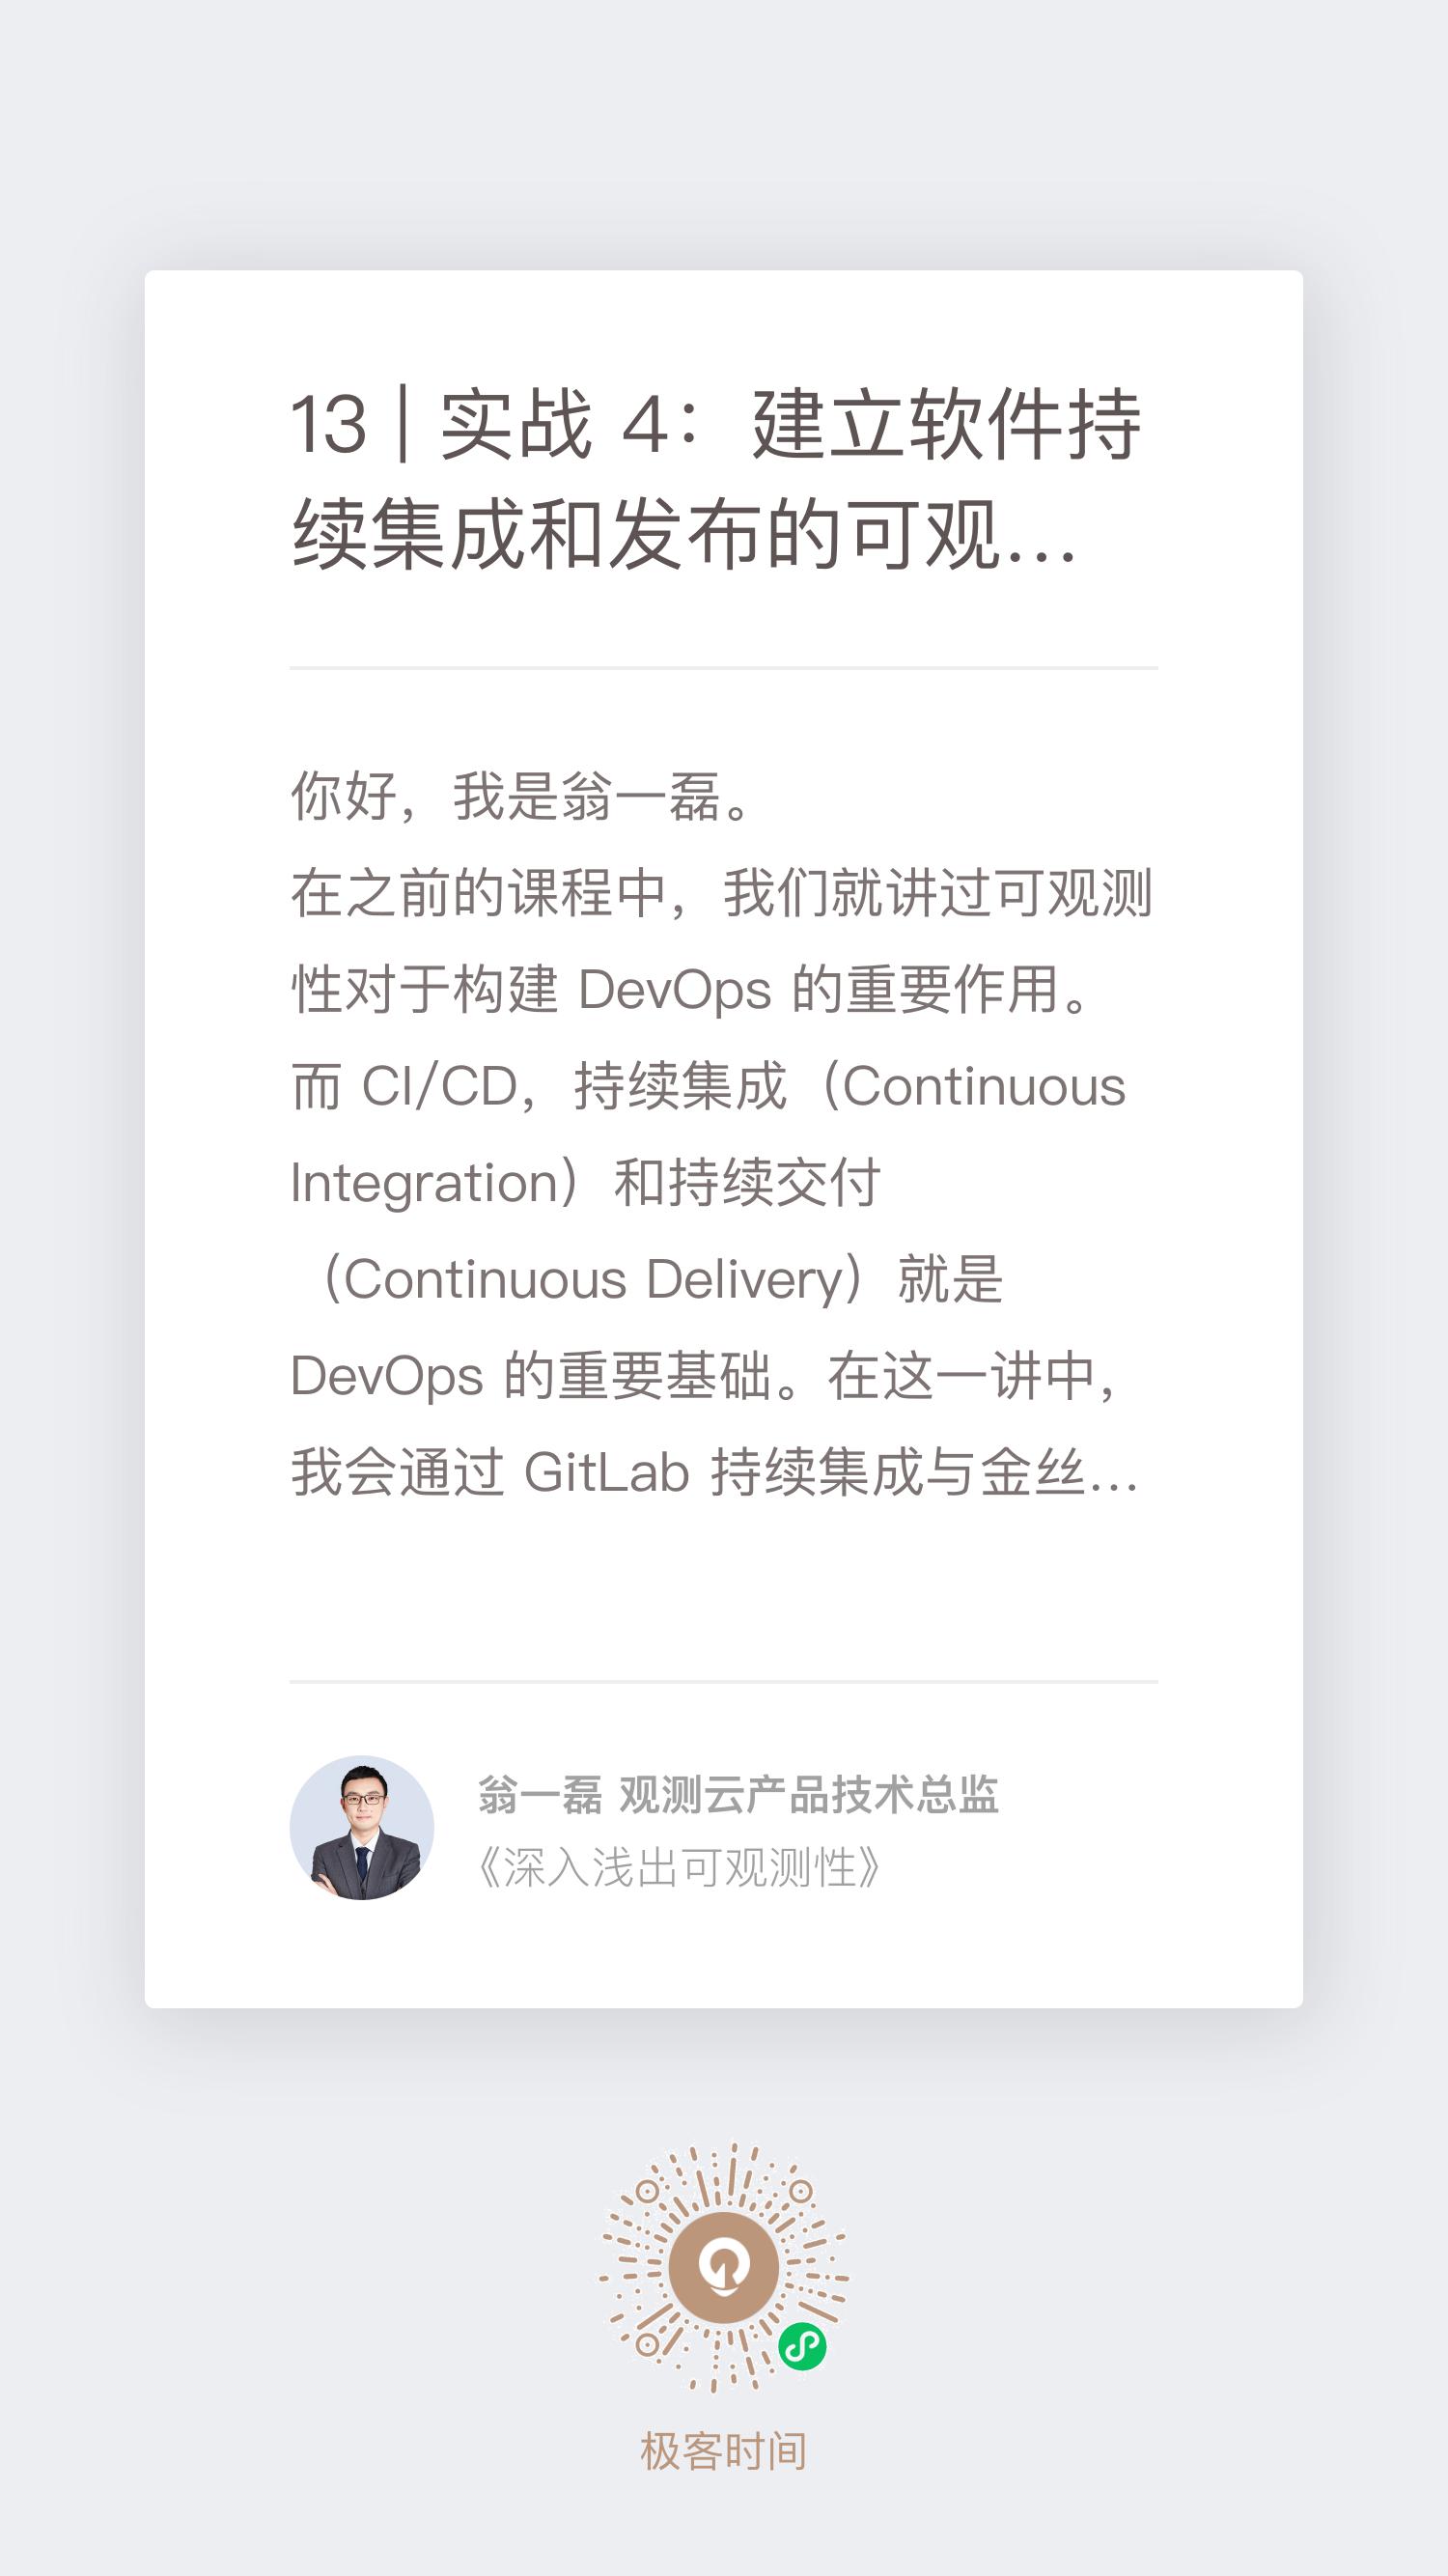 13 | 实战 4：建立软件持
续集成和发布的可观...
你好，我是翁一磊。
在之前的课程中，我们就讲过可观测
性对于构建 DevOps 的重要作用。
而 CI/CD，持续集成（Continuous
Integration）和持续交付
（Continuous Delivery）就是
DevOps 的重要基础。在这一讲中，
我会通过 GitLab 持续集成与金丝...
翁一磊 观测云产品技术总监
《深入浅出可观测性》
极客时间